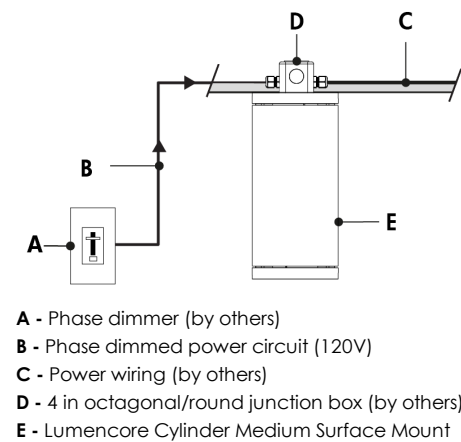 D
C
B
A
E
A - Phase dimmer (by others)
B - Phase dimmed power circuit (120V)
C - Power wiring (by others)
D - 4 in octagonal/round junction box (by others)
E - Lumencore Cylinder Medium Surface Mount